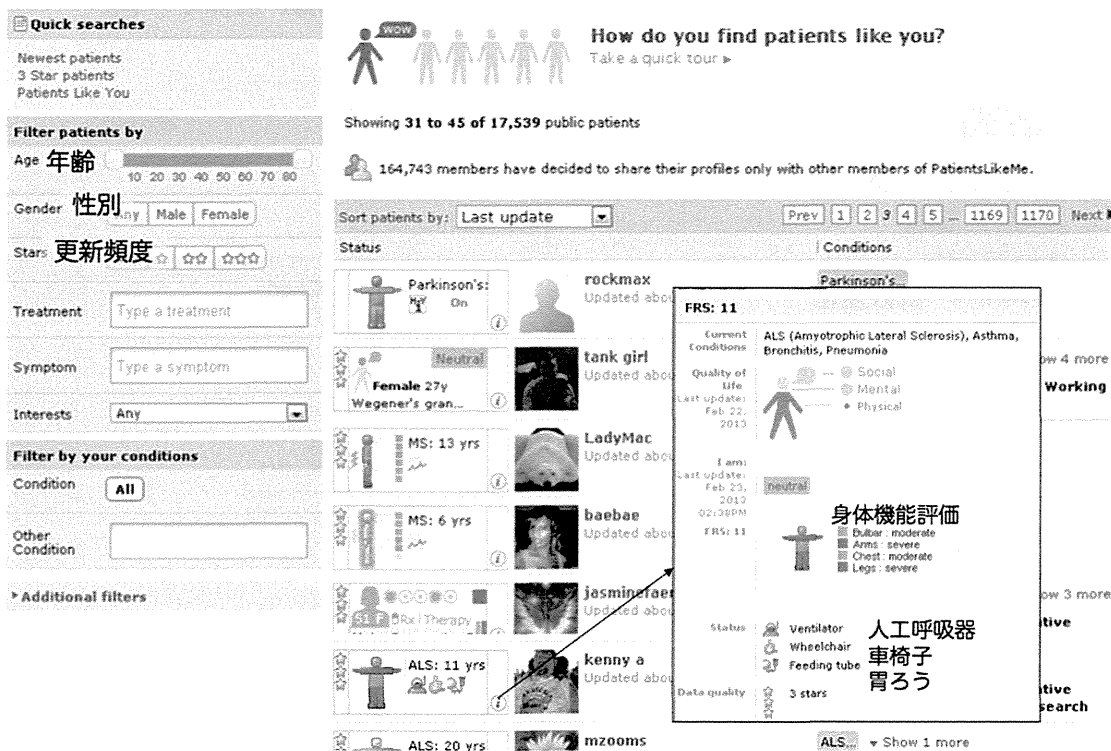 Quick searches
Newest patients
3 Star patients
Patients Like You
Filter patients by
Age 年齢
10 20 30 40 50 60 70 80
Gender 性別
Any Male Female
Stars 更新頻度
Treatment Type a treatment
Symptom Type a symptom
Interests Any
Filter by your conditions
Condition All
Other Condition
Additional filters
WOW
How do you find patients like you?
Take a quick tour
Showing 31 to 45 of 17,539 public patients
164,743 members have decided to share their profiles only with other members of PatientsLikeMe.
Sort patients by: Last update
Prev 1 2 3 4 5 ... 1169 1170 Next
Status Conditions
Parkinson's:
H&Y 1 On
rockmax
Updated abou
Parkinson's...
Neutral
Female 27y
Wegener's gran...
tank girl
Updated abou
ow 4 more
Working
MS: 13 yrs
LadyMac
Updated abou
MS: 6 yrs
baebae
Updated abou
S1 F Rx Therapy
jasminefaer
Updated abou
ow 3 more
ative
ALS: 11 yrs
kenny a
Updated abou
ative
search
ALS: 20 yrs
mzooms
ALS... Show 1 more
FRS: 11
Current Conditions
ALS (Amyotrophic Lateral Sclerosis), Asthma,
Bronchitis, Pneumonia
Quality of Life
Last update:
Feb 22,
2013
Social
Mental
Physical
I am:
Last update:
Feb 23,
2013
02:38PM
neutral
FRS: 11
身体機能評価
Bulbar : moderate
Arms : severe
Chest : moderate
Legs : severe
Status
Ventilator 人工呼吸器
Wheelchair 車椅子
Feeding tube 胃ろう
Data quality 3 stars